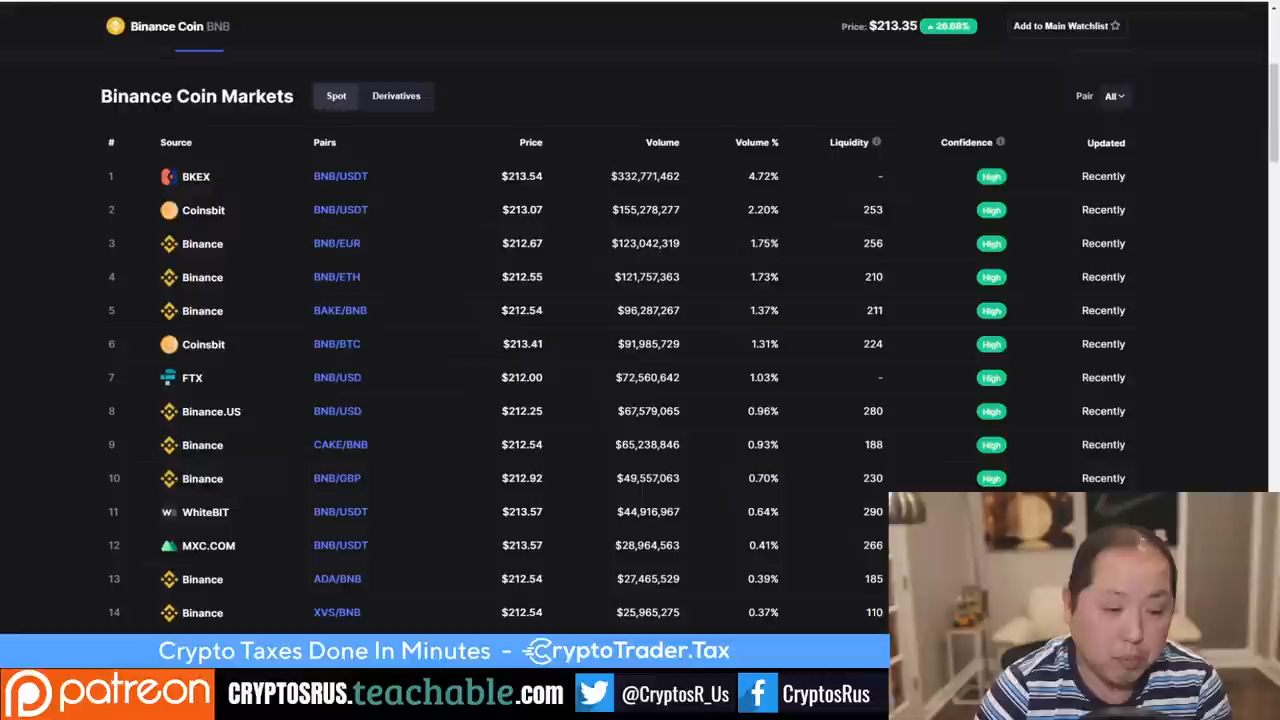 Binance Coin BNB Price: $213.35 Add to Main Watchlist
Binance Coin Markets Spot Derivatives Pair All
# Source Pairs Price Volume Volume % Liquidity Confidence Updated
1 BKEX BNB/USDT $213.54 $332,771,462 4.72% - High Recently
2 Coinsbit BNB/USDT $213.07 $155,278,277 2.20% 253 High Recently
3 Binance BNB/EUR $212.67 $123,042,319 1.75% 256 High Recently
4 Binance BNB/ETH $212.55 $121,757,363 1.73% 210 High Recently
5 Binance BAKE/BNB $212.54 $96,287,267 1.37% 211 High Recently
6 Coinsbit BNB/BTC $213.41 $91,985,729 1.31% 224 High Recently
7 FTX BNB/USD $212.00 $72,560,642 1.03% - High Recently
8 Binance.US BNB/USD $212.25 $67,579,065 0.96% 280 High Recently
9 Binance CAKE/BNB $212.54 $65,238,846 0.93% 188 High Recently
10 Binance BNB/GBP $212.92 $49,557,063 0.70% 230 High Recently
11 WhiteBIT BNB/USDT $213.57 $44,916,967 0.64% 290
12 MXC.COM BNB/USDT $213.57 $28,964,563 0.41% 266
13 Binance ADA/BNB $212.54 $27,465,529 0.39% 185
14 Binance XVS/BNB $212.54 $25,965,275 0.37% 110
Crypto Taxes Done In Minutes - CryptoTrader.Tax
patreon CRYPTOSRUS.teachable.com @CryptosR_Us CryptosRus